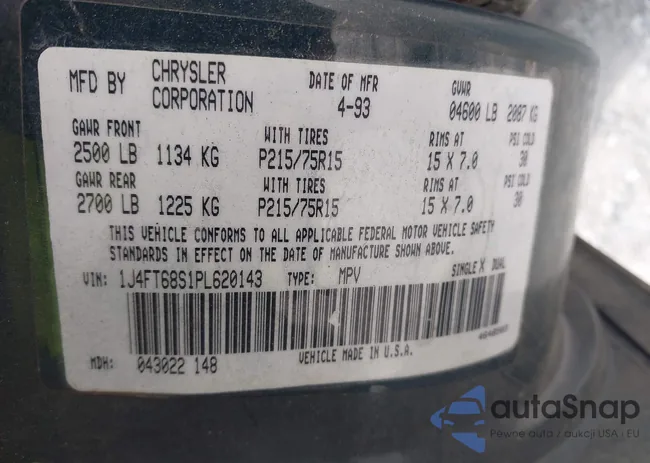 MFD BY CHRYSLER CORPORATION DATE OF MFR 4-93 GVWR 04600 LB 2087 KG
GAWR FRONT WITH TIRES RIMS AT PSI COLD
2500 LB 1134 KG P215/75R15 15 X 7.0 30
GAWR REAR WITH TIRES RIMS AT PSI COLD
2700 LB 1225 KG P215/75R15 15 X 7.0 30
THIS VEHICLE CONFORMS TO ALL APPLICABLE FEDERAL MOTOR VEHICLE SAFETY
STANDARDS IN EFFECT ON THE DATE OF MANUFACTURE SHOWN ABOVE.
VIN: 1J4FT68S1PL620143 TYPE: MPV SINGLE X DUAL
MDH: 043022 148 VEHICLE MADE IN U.S.A.
autaSnap
Pewne auta z aukcji USA i EU